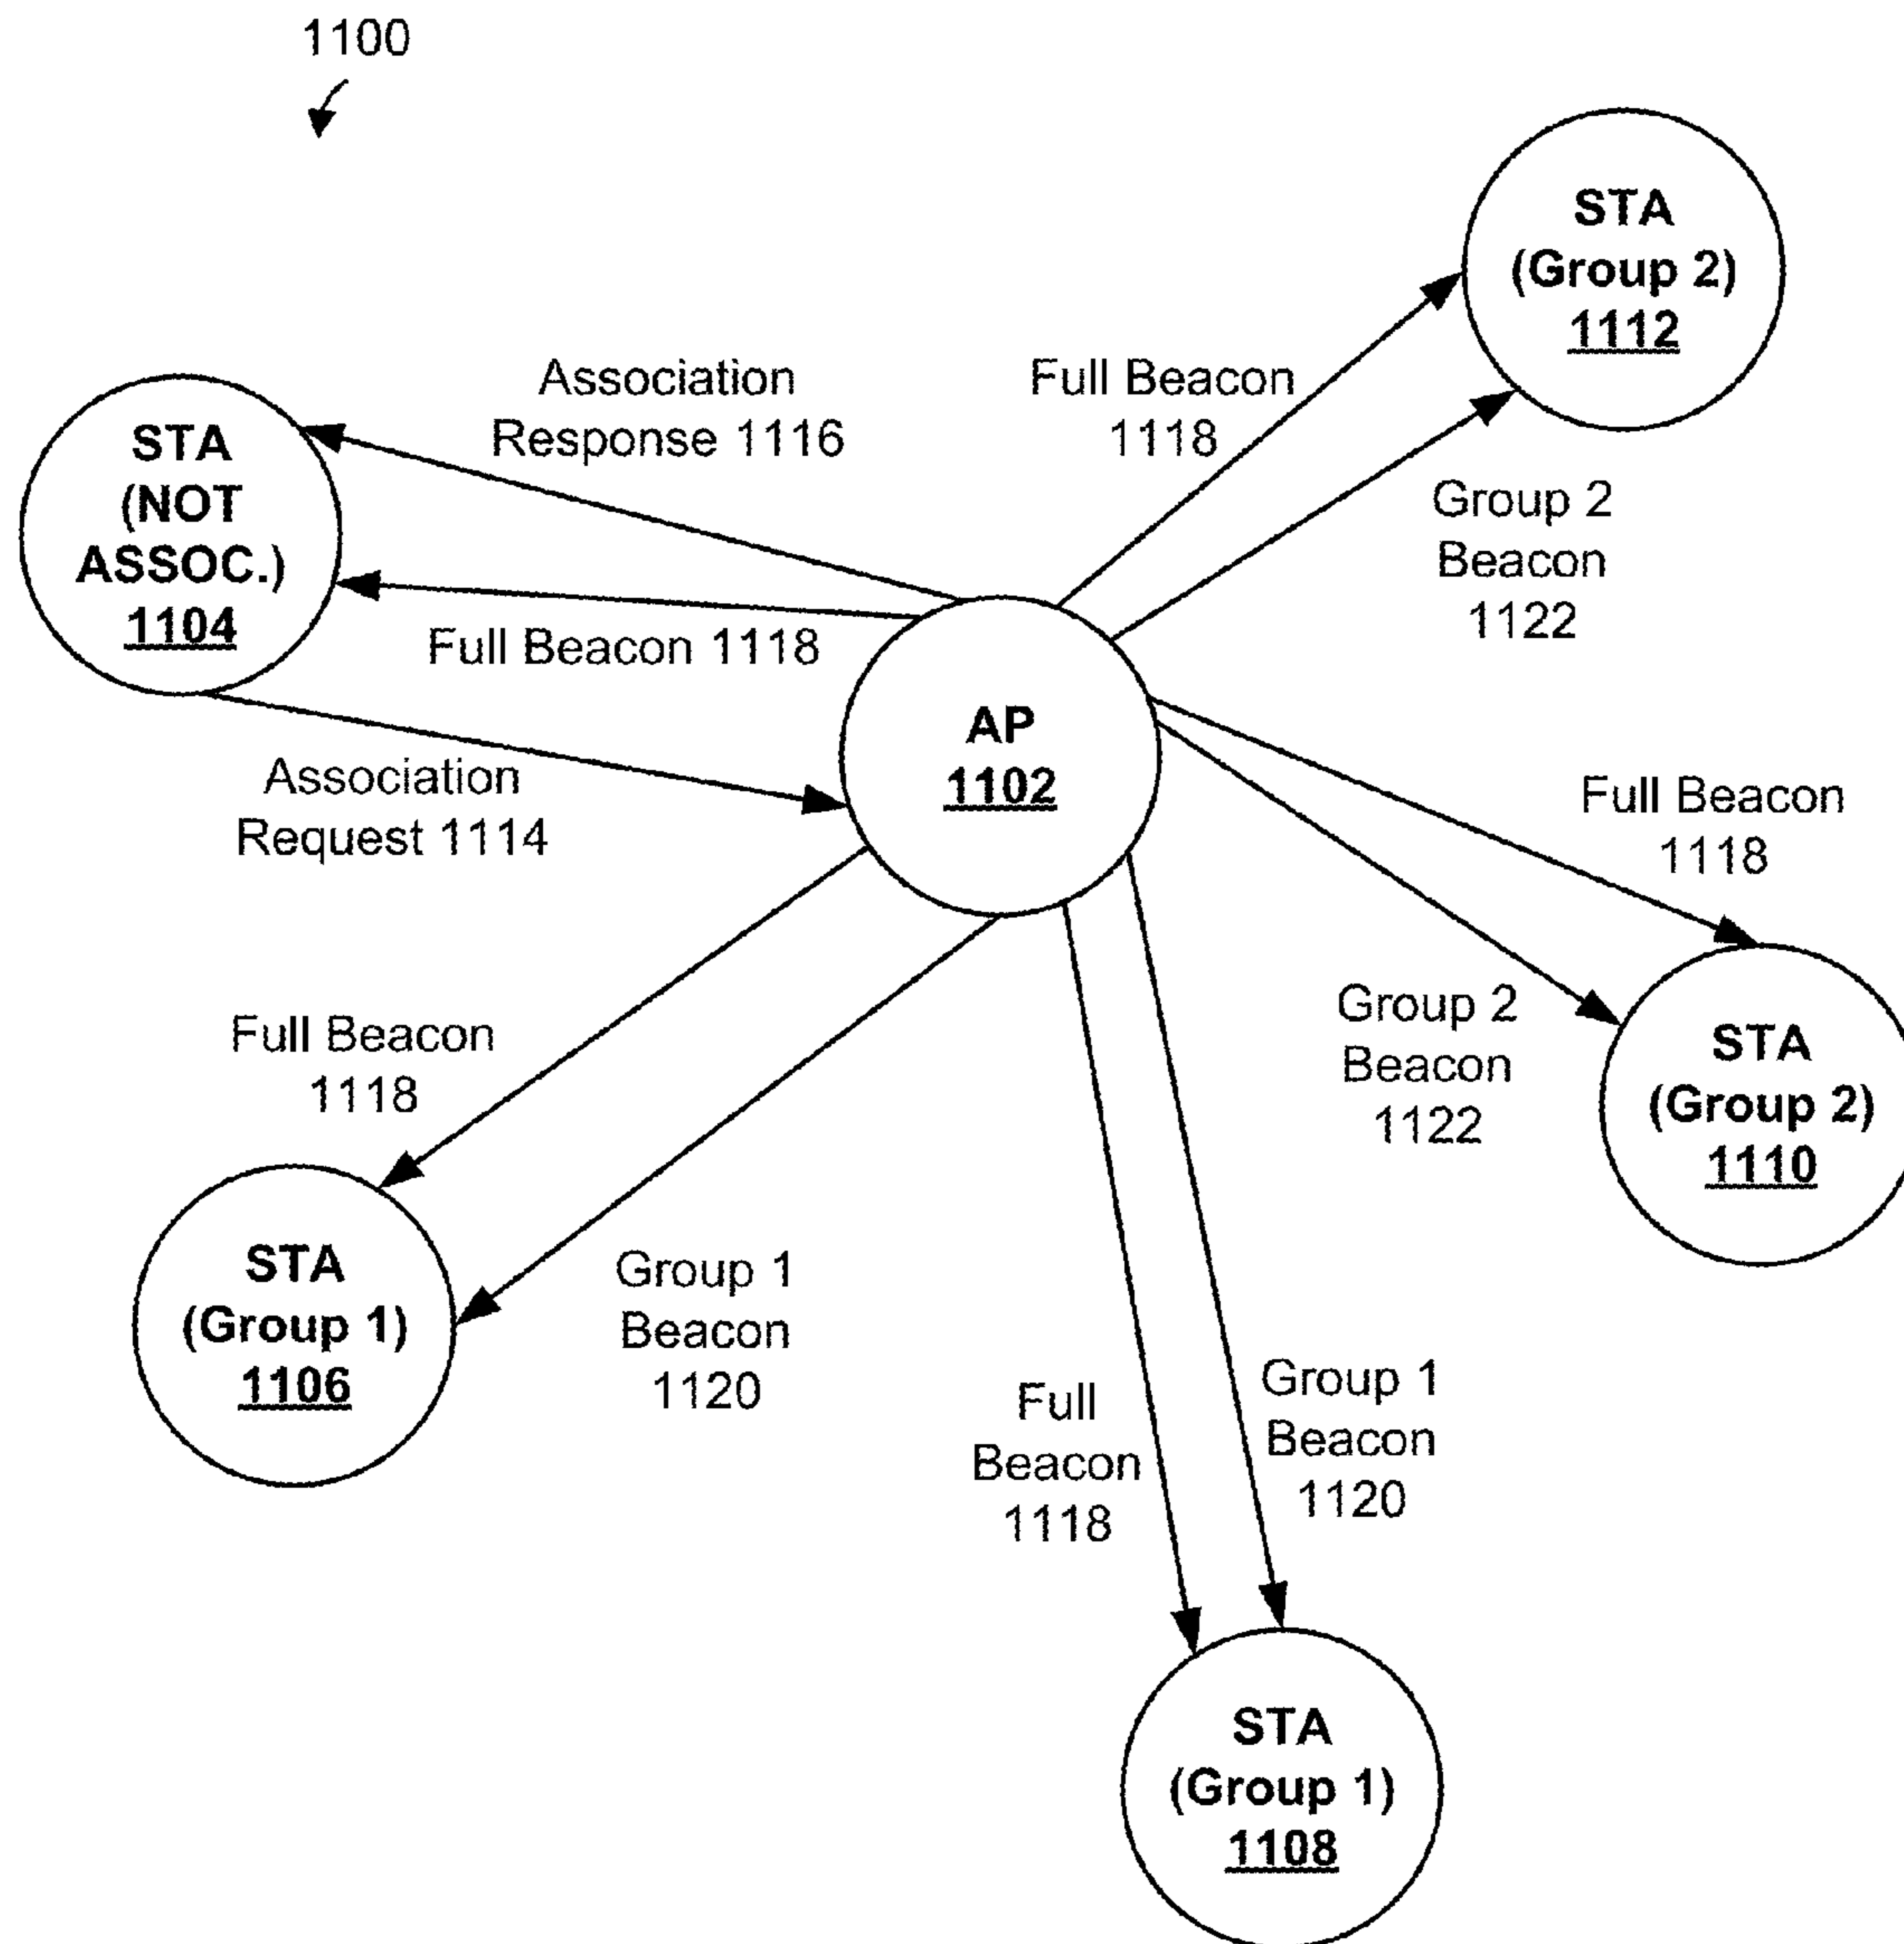 1100
STA
(Group 2)
1112
Association
Response 1116
Full Beacon
1118
STA
(NOT
ASSOC.)
1104
Group 2
Beacon
1122
Full Beacon 1118
AP
1102
Association
Request 1114
Full Beacon
1118
Full Beacon
1118
Group 2
Beacon
1122
STA
(Group 2)
1110
STA
(Group 1)
1106
Group 1
Beacon
1120
Full
Beacon
1118
Group 1
Beacon
1120
STA
(Group 1)
1108